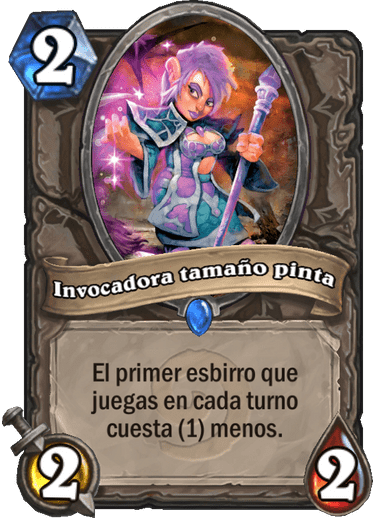 2
Invocadora tamaño pinta
El primer esbirro que
juegas en cada turno
cuesta (1) menos.
2
2